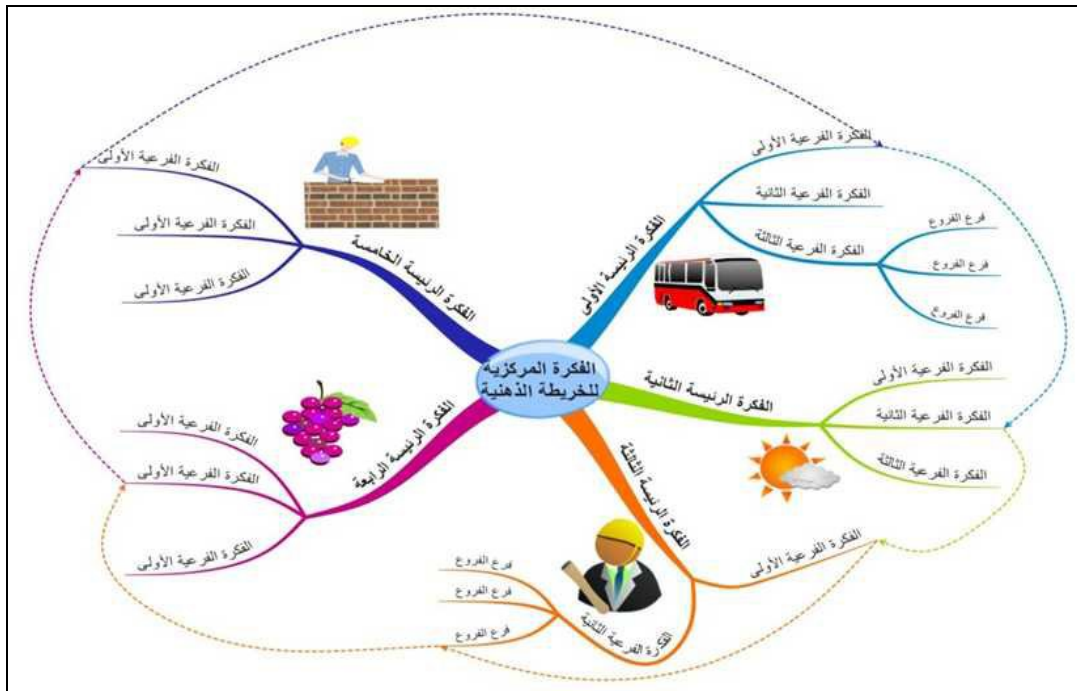 الفكرة المركزية
للخريطة الذهنية
الفكرة الرئيسة الأولى
الفكرة الفرعية الأولى
الفكرة الفرعية الثانية
الفكرة الفرعية الثالثة
فرع الفروع
فرع الفروع
فرع الفروع
الفكرة الرئيسة الثانية
الفكرة الفرعية الأولى
الفكرة الفرعية الثانية
الفكرة الفرعية الثالثة
الفكرة الرئيسة الثالثة
الفكرة الفرعية الأولى
الفكرة الفرعية الثانية
فرع الفروع
فرع الفروع
فرع الفروع
الفكرة الرئيسة الرابعة
الفكرة الفرعية الأولى
الفكرة الفرعية الأولى
الفكرة الفرعية الأولى
الفكرة الرئيسة الخامسة
الفكرة الفرعية الأولى
الفكرة الفرعية الأولى
الفكرة الفرعية الأولى